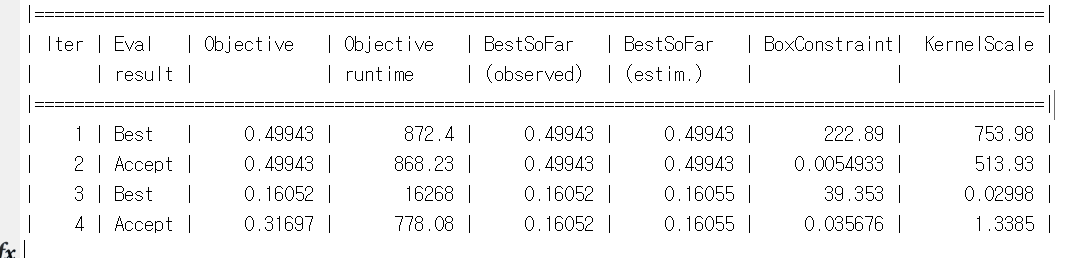 |=====================================================================================================|
| Iter | Eval   | Objective   | Objective   | BestSoFar   | BestSoFar   | BoxConstraint|  KernelScale |
|      | result |             | runtime     | (observed)  | (estim.)    |              |              |
|=====================================================================================================|
|    1 | Best   |     0.49943 |       872.4 |     0.49943 |     0.49943 |       222.89 |       753.98 |
|    2 | Accept |     0.49943 |      868.23 |     0.49943 |     0.49943 |    0.0054933 |       513.93 |
|    3 | Best   |     0.16052 |       16268 |     0.16052 |     0.16055 |       39.353 |      0.02998 |
|    4 | Accept |     0.31697 |      778.08 |     0.16052 |     0.16055 |     0.035676 |       1.3385 |
fx